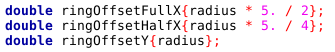 double ringOffsetFullX{radius * 5. / 2};
double ringOffsetHalfX{radius * 5. / 4};
double ringOffsetY{radius};